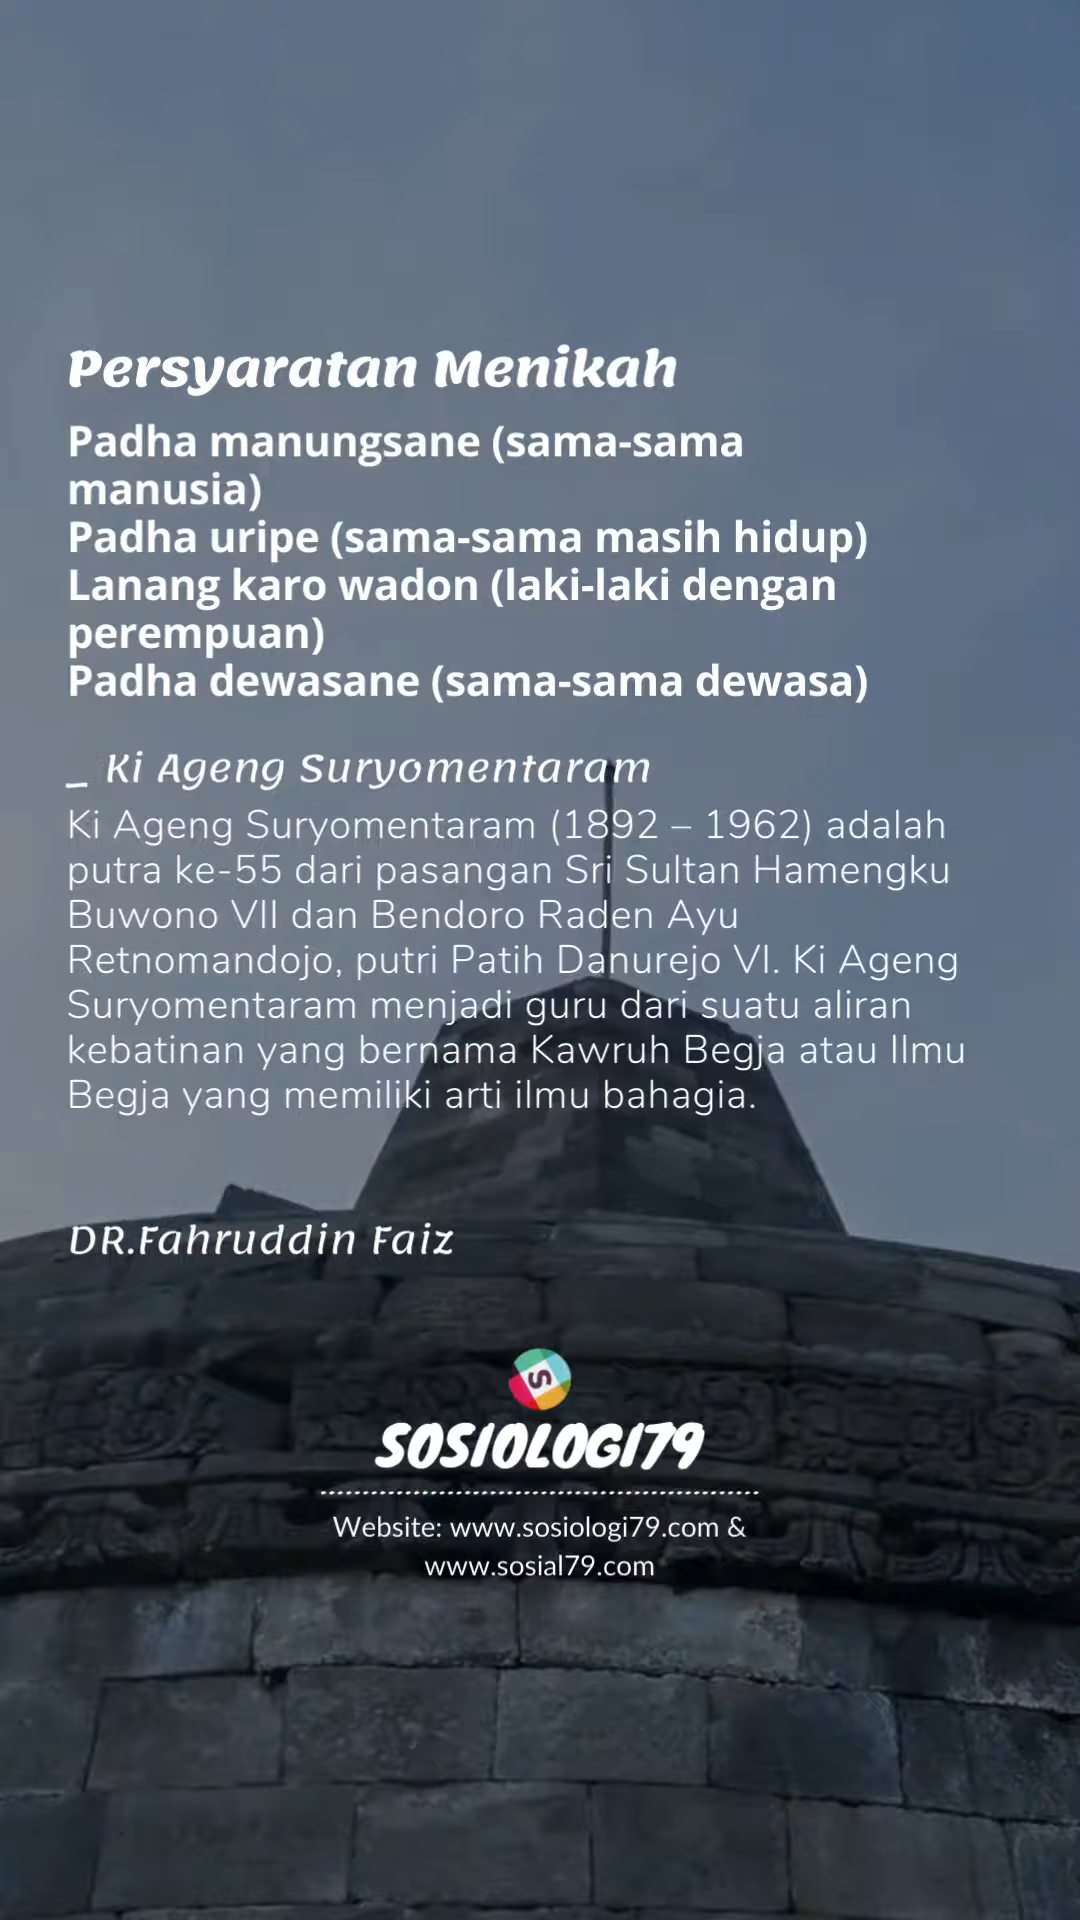 Persyaratan Menikah
Padha manungsane (sama-sama
manusia)
Padha uripe (sama-sama masih hidup)
Lanang karo wadon (laki-laki dengan
perempuan)
Padha dewasane (sama-sama dewasa)
_ Ki Ageng Suryomentaram
Ki Ageng Suryomentaram (1892 – 1962) adalah
putra ke-55 dari pasangan Sri Sultan Hamengku
Buwono VII dan Bendoro Raden Ayu
Retnomandojo, putri Patih Danurejo VI. Ki Ageng
Suryomentaram menjadi guru dari suatu aliran
kebatinan yang bernama Kawruh Begja atau Ilmu
Begja yang memiliki arti ilmu bahagia.
DR.Fahruddin Faiz
S
SOSIOLOGI79
Website: www.sosiologi79.com &
www.sosial79.com